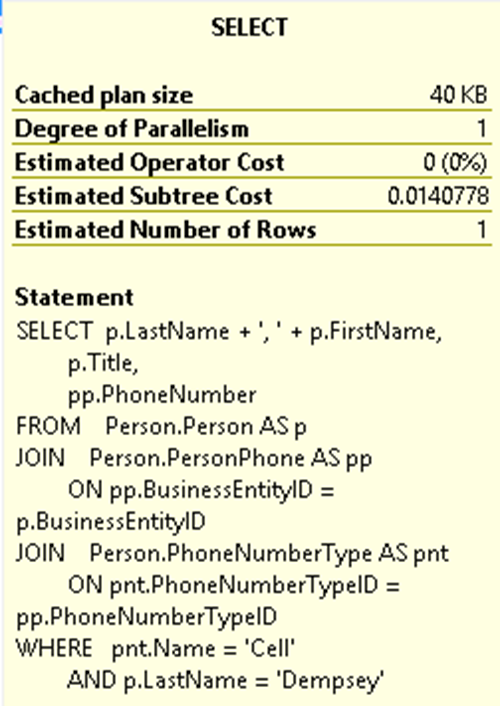 SELECT
Cached plan size 40 KB
Degree of Parallelism 1
Estimated Operator Cost 0 (0%)
Estimated Subtree Cost 0.0140778
Estimated Number of Rows 1
Statement
SELECT p.LastName + ', ' + p.FirstName,
p.Title,
pp.PhoneNumber
FROM Person.Person AS p
JOIN Person.PersonPhone AS pp
ON pp.BusinessEntityID =
p.BusinessEntityID
JOIN Person.PhoneNumberType AS pnt
ON pnt.PhoneNumberTypeID =
pp.PhoneNumberTypeID
WHERE pnt.Name = 'Cell'
AND p.LastName = 'Dempsey'